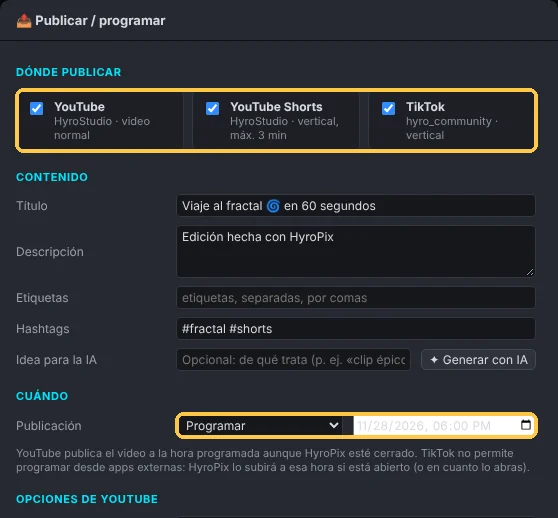 📤 Publicar / programar
DÓNDE PUBLICAR
YouTube
HyroStudio · video normal
YouTube Shorts
HyroStudio · vertical, máx. 3 min
TikTok
hyro_community · vertical
CONTENIDO
Título
Viaje al fractal 🌀 en 60 segundos
Descripción
Edición hecha con HyroPix
Etiquetas
etiquetas, separadas, por comas
Hashtags
#fractal #shorts
Idea para la IA
Opcional: de qué trata (p. ej. «clip épico
✦ Generar con IA
CUÁNDO
Publicación
Programar
11/28/2026, 06:00 PM
YouTube publica el video a la hora programada aunque HyroPix esté cerrado. TikTok no permite
programar desde apps externas: HyroPix lo subirá a esa hora si está abierto (o en cuanto lo abras).
OPCIONES DE YOUTUBE